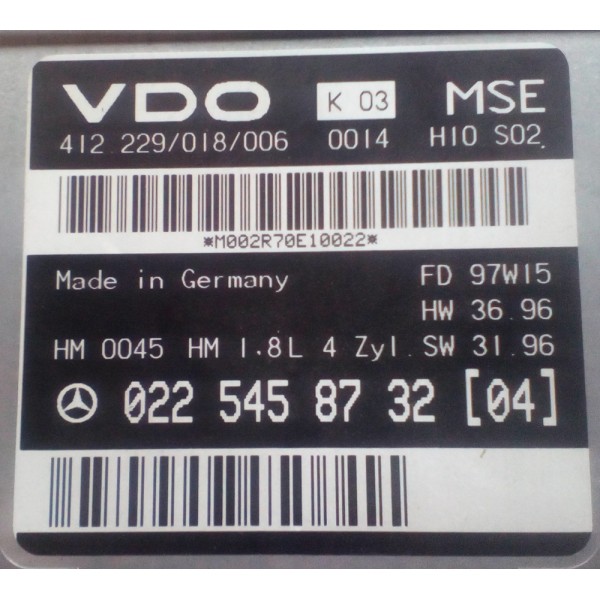 VDO K 03 MSE
412 229/018/006 0014 H10 S02.
*M002R70E10022*
Made in Germany FD 97W15
HW 36.96
HM 0045 HM 1.8L 4 Zyl. SW 31.96
022 545 87 32 [04]